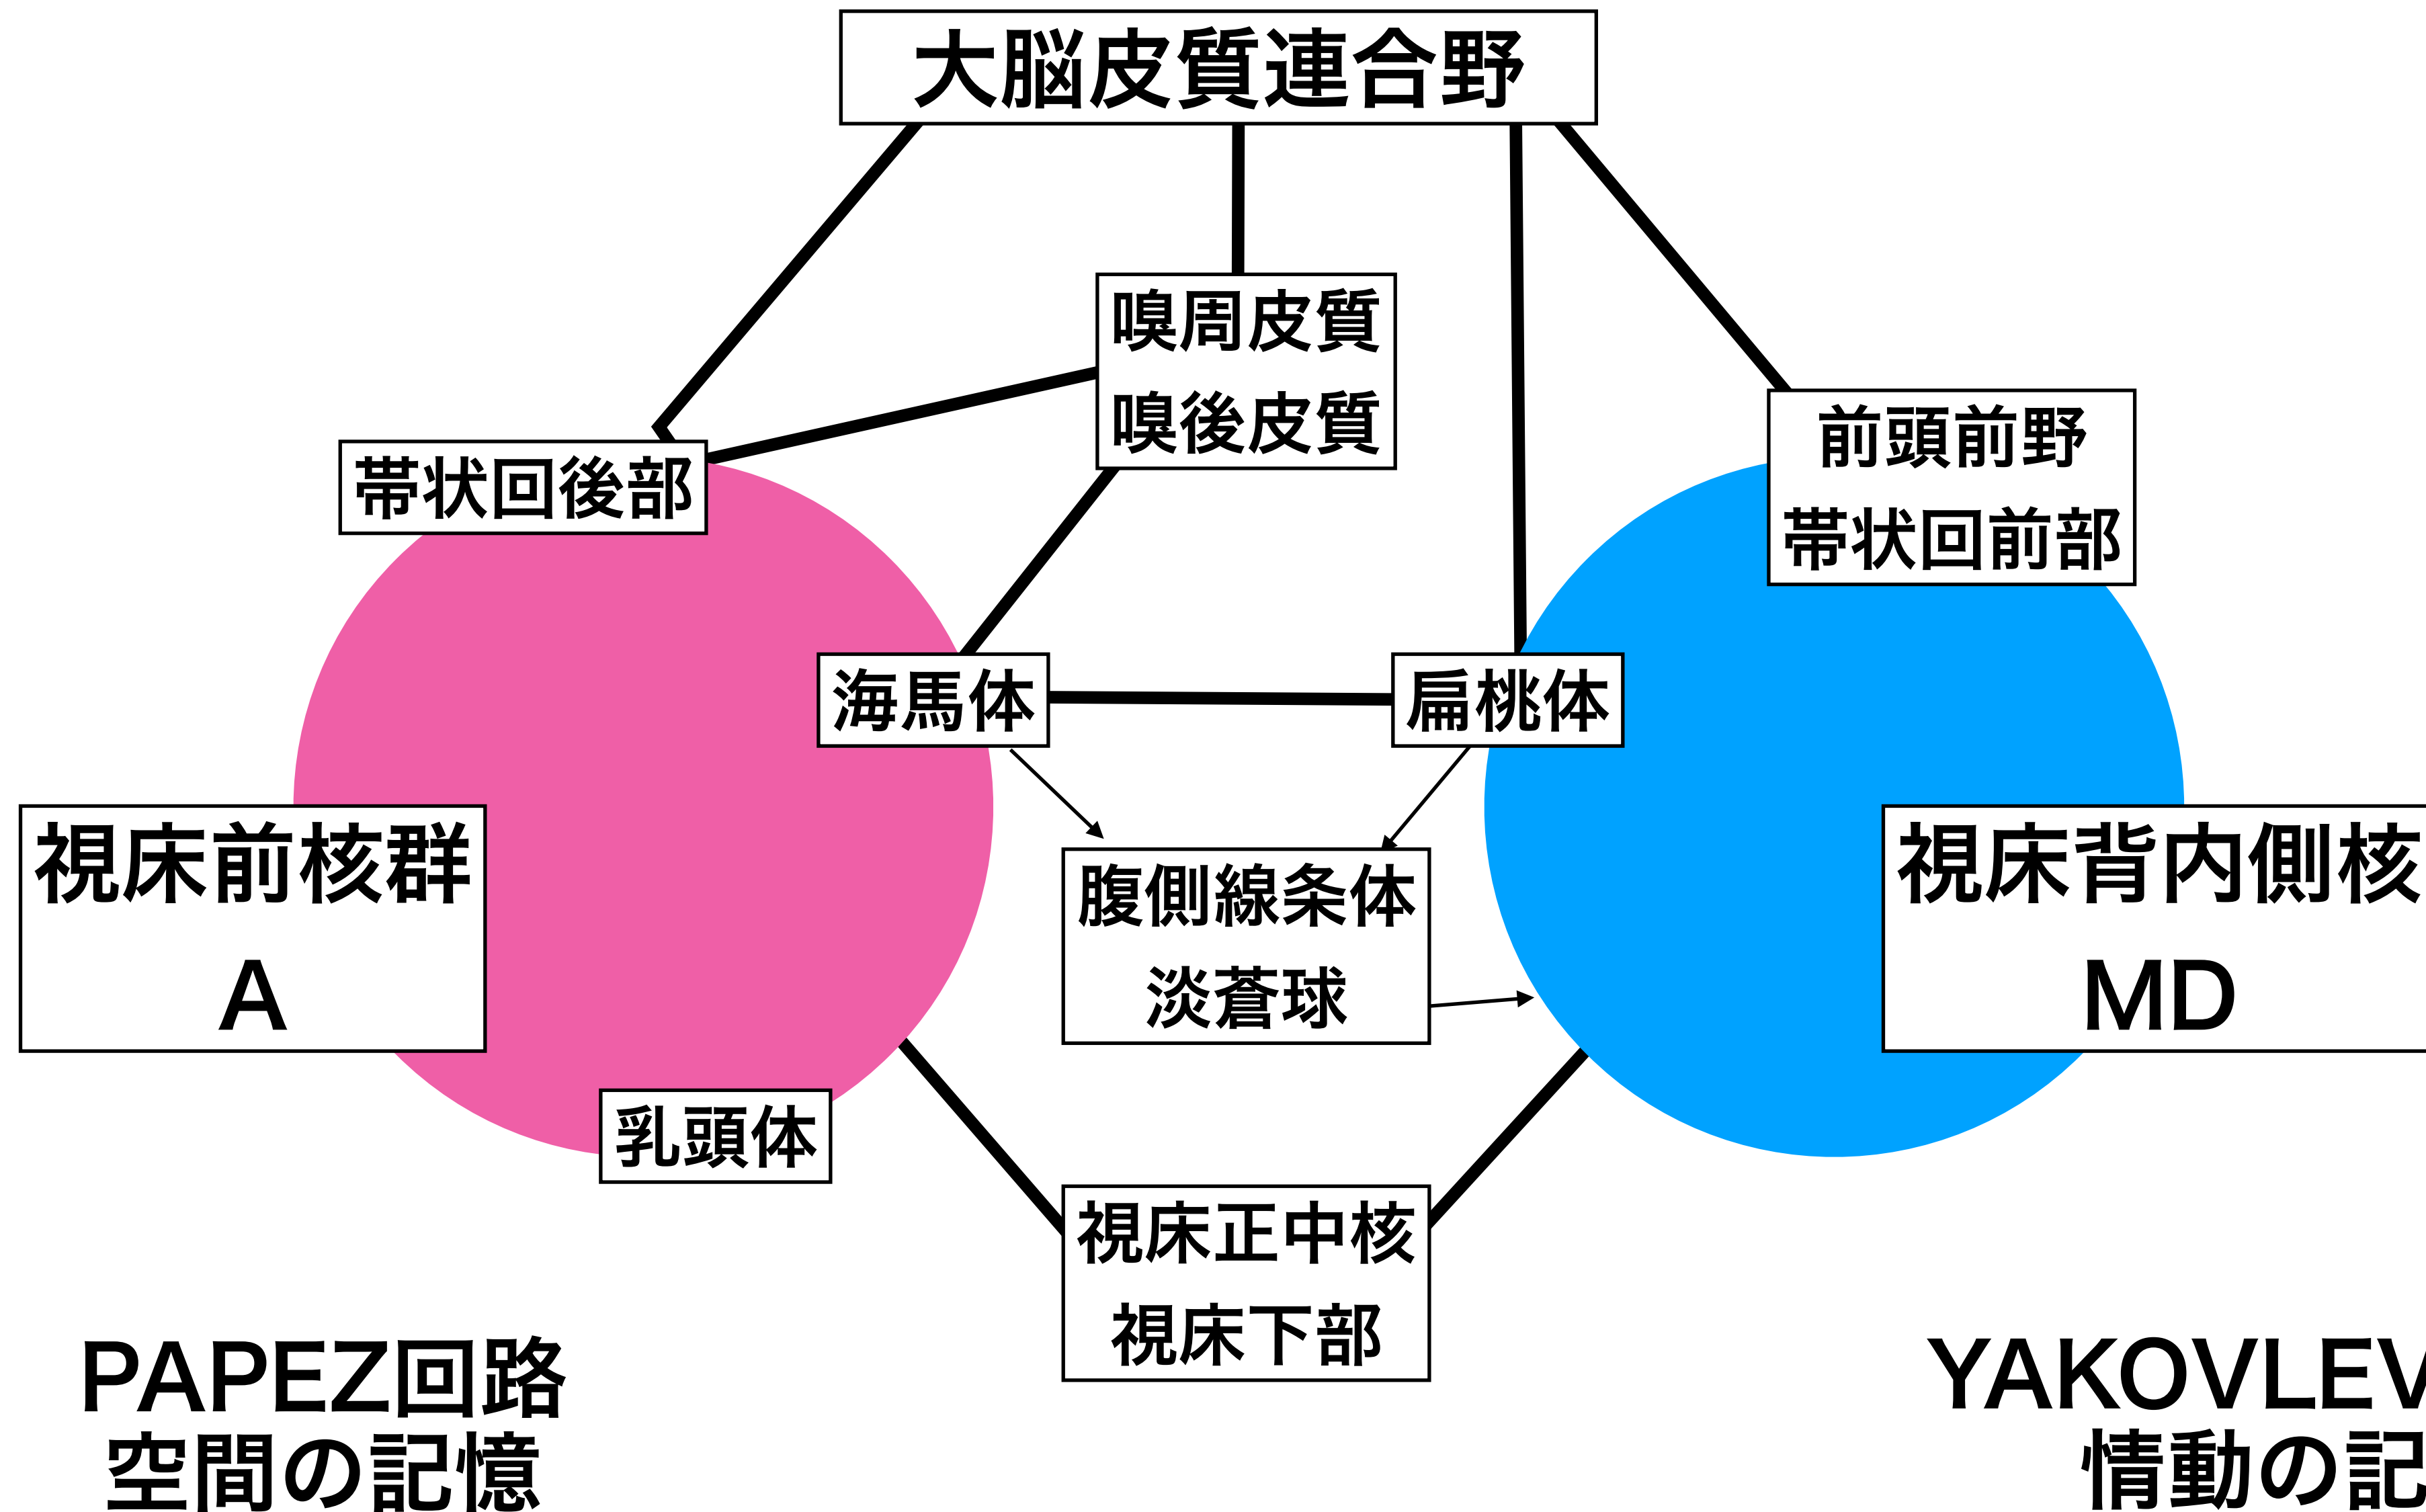 大脳皮質連合野
嗅周皮質
嗅後皮質
前頭前野
帯状回前部
帯状回後部
海馬体
扁桃体
視床前核群
A
腹側線条体
淡蒼球
視床背内側核
MD
乳頭体
視床正中核
視床下部
PAPEZ回路
空間の記憶
YAKOVLEV
情動の記